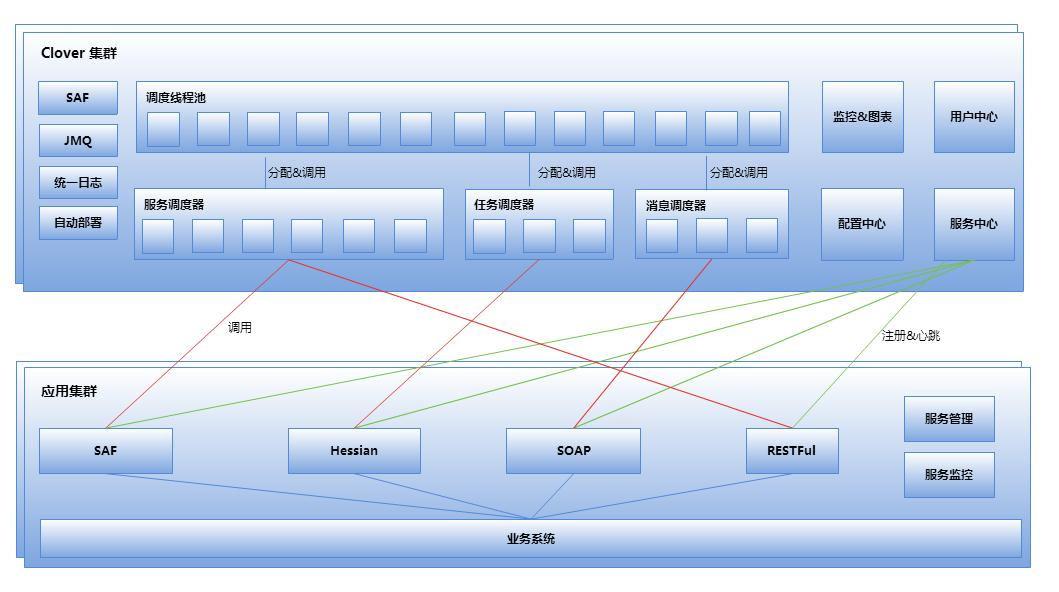 Clover 集群
SAF
JMQ
统一日志
自动部署
调度线程池
监控&图表
用户中心
分配&调用
分配&调用
分配&调用
服务调度器
任务调度器
消息调度器
配置中心
服务中心
调用
注册&心跳
应用集群
SAF
Hessian
SOAP
RESTFul
服务管理
服务监控
业务系统